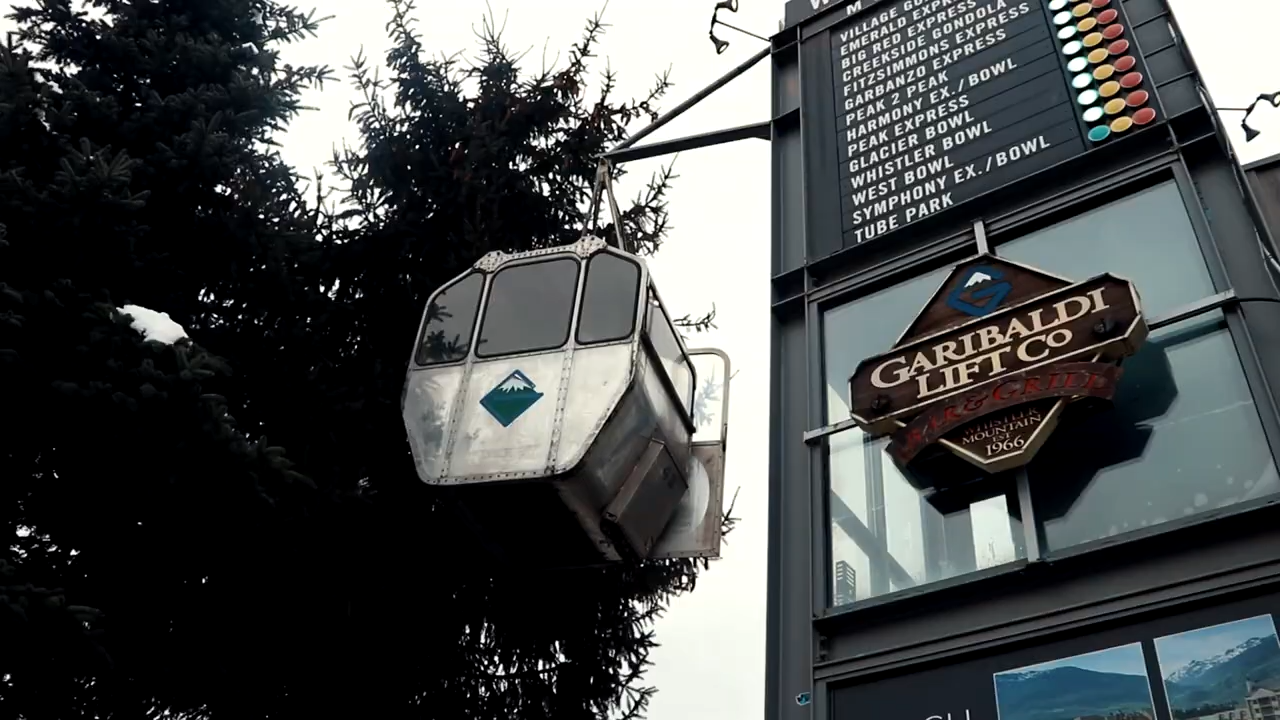 VILLAGE
EMERALD EXPRESS
BIG RED EXPRESS
CREEKSIDE GONDOLA
FITZSIMMONS EXPRESS
GARBANZO EXPRESS
PEAK 2 PEAK
HARMONY EX./BOWL
PEAK EXPRESS
GLACIER BOWL
WHISTLER BOWL
WEST BOWL
SYMPHONY EX./BOWL
TUBE PARK
GARIBALDI
LIFT Co
BAR & GRILL
WHISTLER
MOUNTAIN
EST
1966